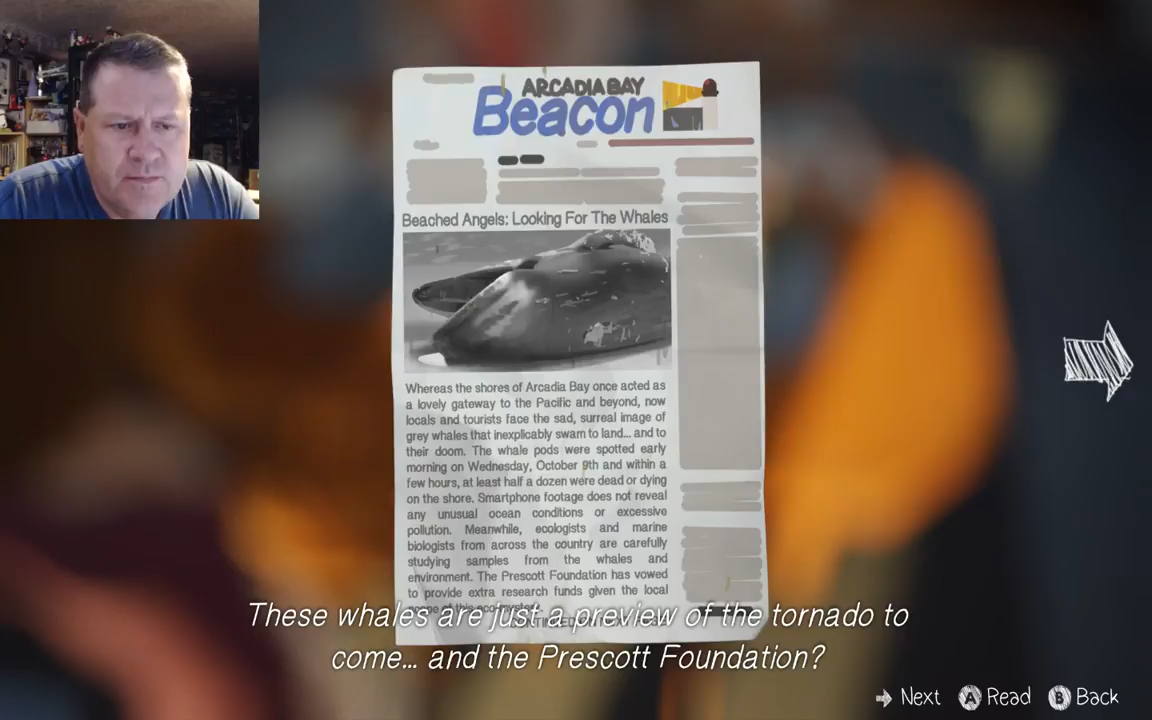 ARCADIA BAY
Beacon
Beached Angels: Looking For The Whales
Whereas the shores of Arcadia Bay once acted as
a lovely gateway to the Pacific and beyond, now
locals and tourists face the sad, surreal image of
grey whales that inexplicably swam to land... and to
their doom. The whale pods were spotted early
morning on Wednesday, October 9th and within a
few hours, at least half a dozen were dead or dying
on the shore. Smartphone footage does not reveal
any unusual ocean conditions or excessive
pollution. Meanwhile, ecologists and marine
biologists from across the country are carefully
studying samples from the whales and
environment. The Prescott Foundation has vowed
to provide extra research funds given the local
These whales are just a preview of the tornado to
come... and the Prescott Foundation?
Next A Read B Back